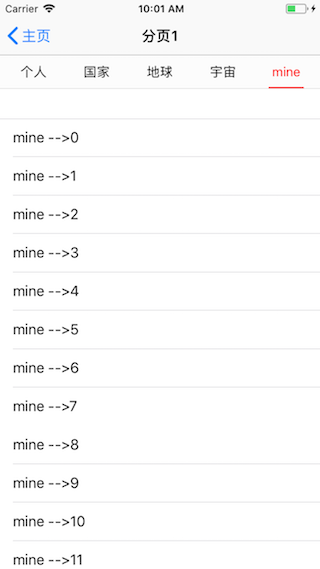 Carrier 10:01 AM
主页 分页1
个人 国家 地球 宇宙 mine
mine -->0
mine -->1
mine -->2
mine -->3
mine -->4
mine -->5
mine -->6
mine -->7
mine -->8
mine -->9
mine -->10
mine -->11